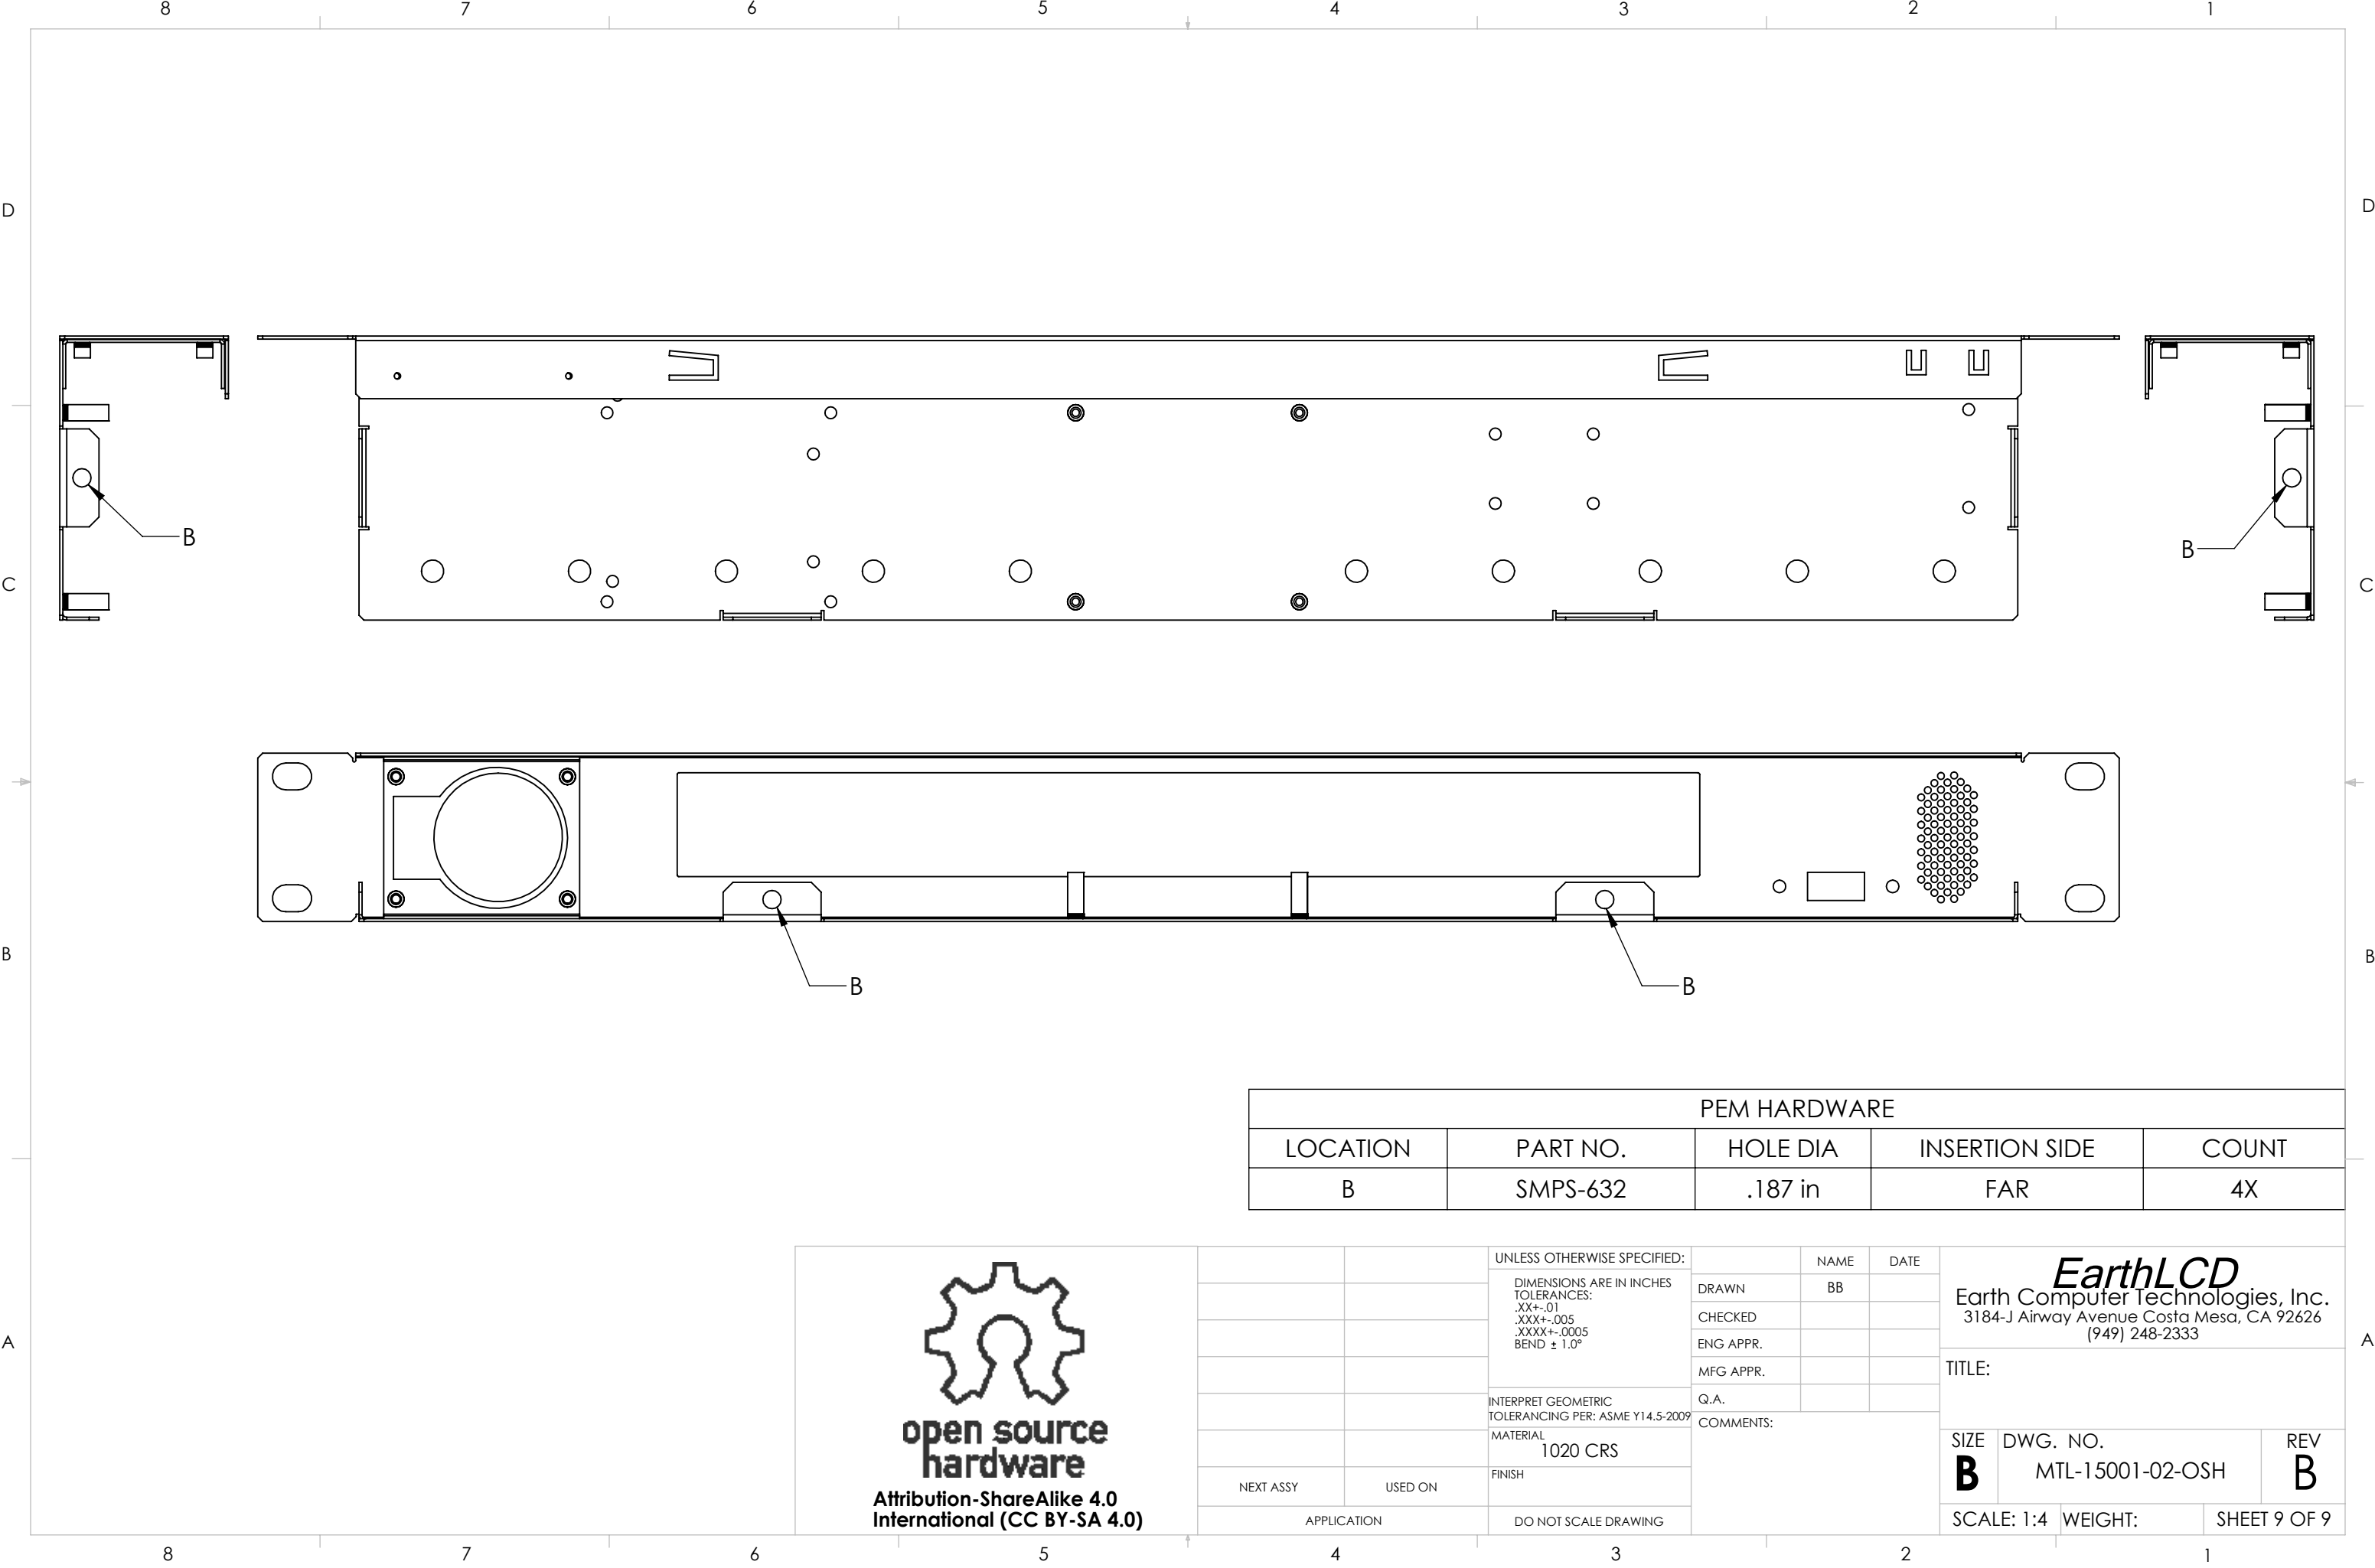 8 7 6 5 4 3 2 1
D D
B B
C C
B B
B B
PEM HARDWARE
LOCATION PART NO. HOLE DIA INSERTION SIDE COUNT
B SMPS-632 .187 in FAR 4X
A A
open source
hardware
Attribution-ShareAlike 4.0
International (CC BY-SA 4.0)
NEXT ASSY USED ON
APPLICATION
UNLESS OTHERWISE SPECIFIED:
DIMENSIONS ARE IN INCHES
TOLERANCES:
.XX+-.01
.XXX+-.005
.XXXX+-.0005
BEND ± 1.0°
INTERPRET GEOMETRIC
TOLERANCING PER: ASME Y14.5-2009
MATERIAL
1020 CRS
FINISH
DO NOT SCALE DRAWING
NAME DATE
DRAWN BB
CHECKED
ENG APPR.
MFG APPR.
Q.A.
COMMENTS:
EarthLCD
Earth Computer Technologies, Inc.
3184-J Airway Avenue Costa Mesa, CA 92626
(949) 248-2333
TITLE:
SIZE DWG. NO. REV
B MTL-15001-02-OSH B
SCALE: 1:4 WEIGHT: SHEET 9 OF 9
8 7 6 5 4 3 2 1